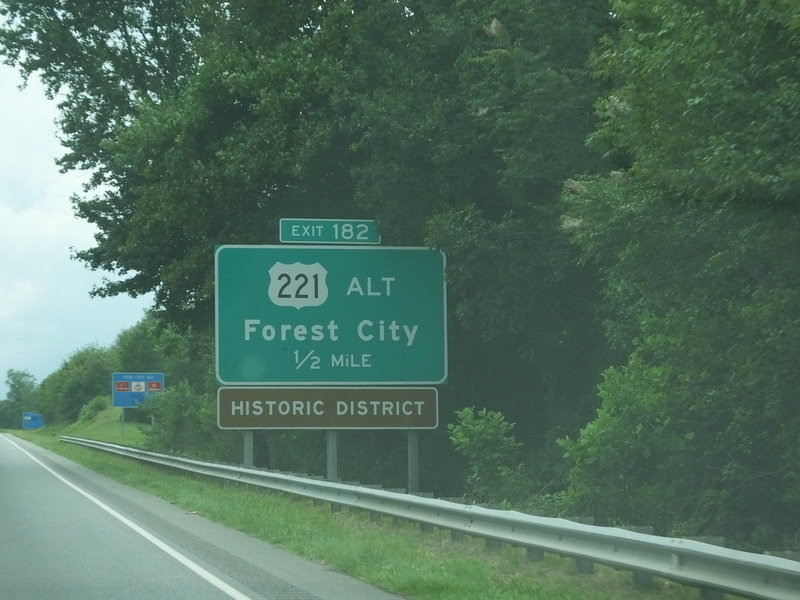 EXIT 182
221 ALT
Forest City
1/2 MiLE
HISTORIC DISTRICT